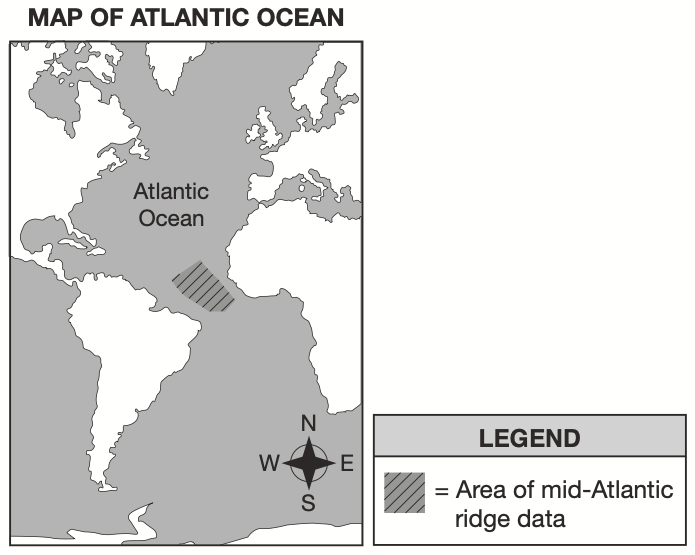 MAP OF ATLANTIC OCEAN
Atlantic
Ocean
N
W E
S
LEGEND
= Area of mid-Atlantic
ridge data